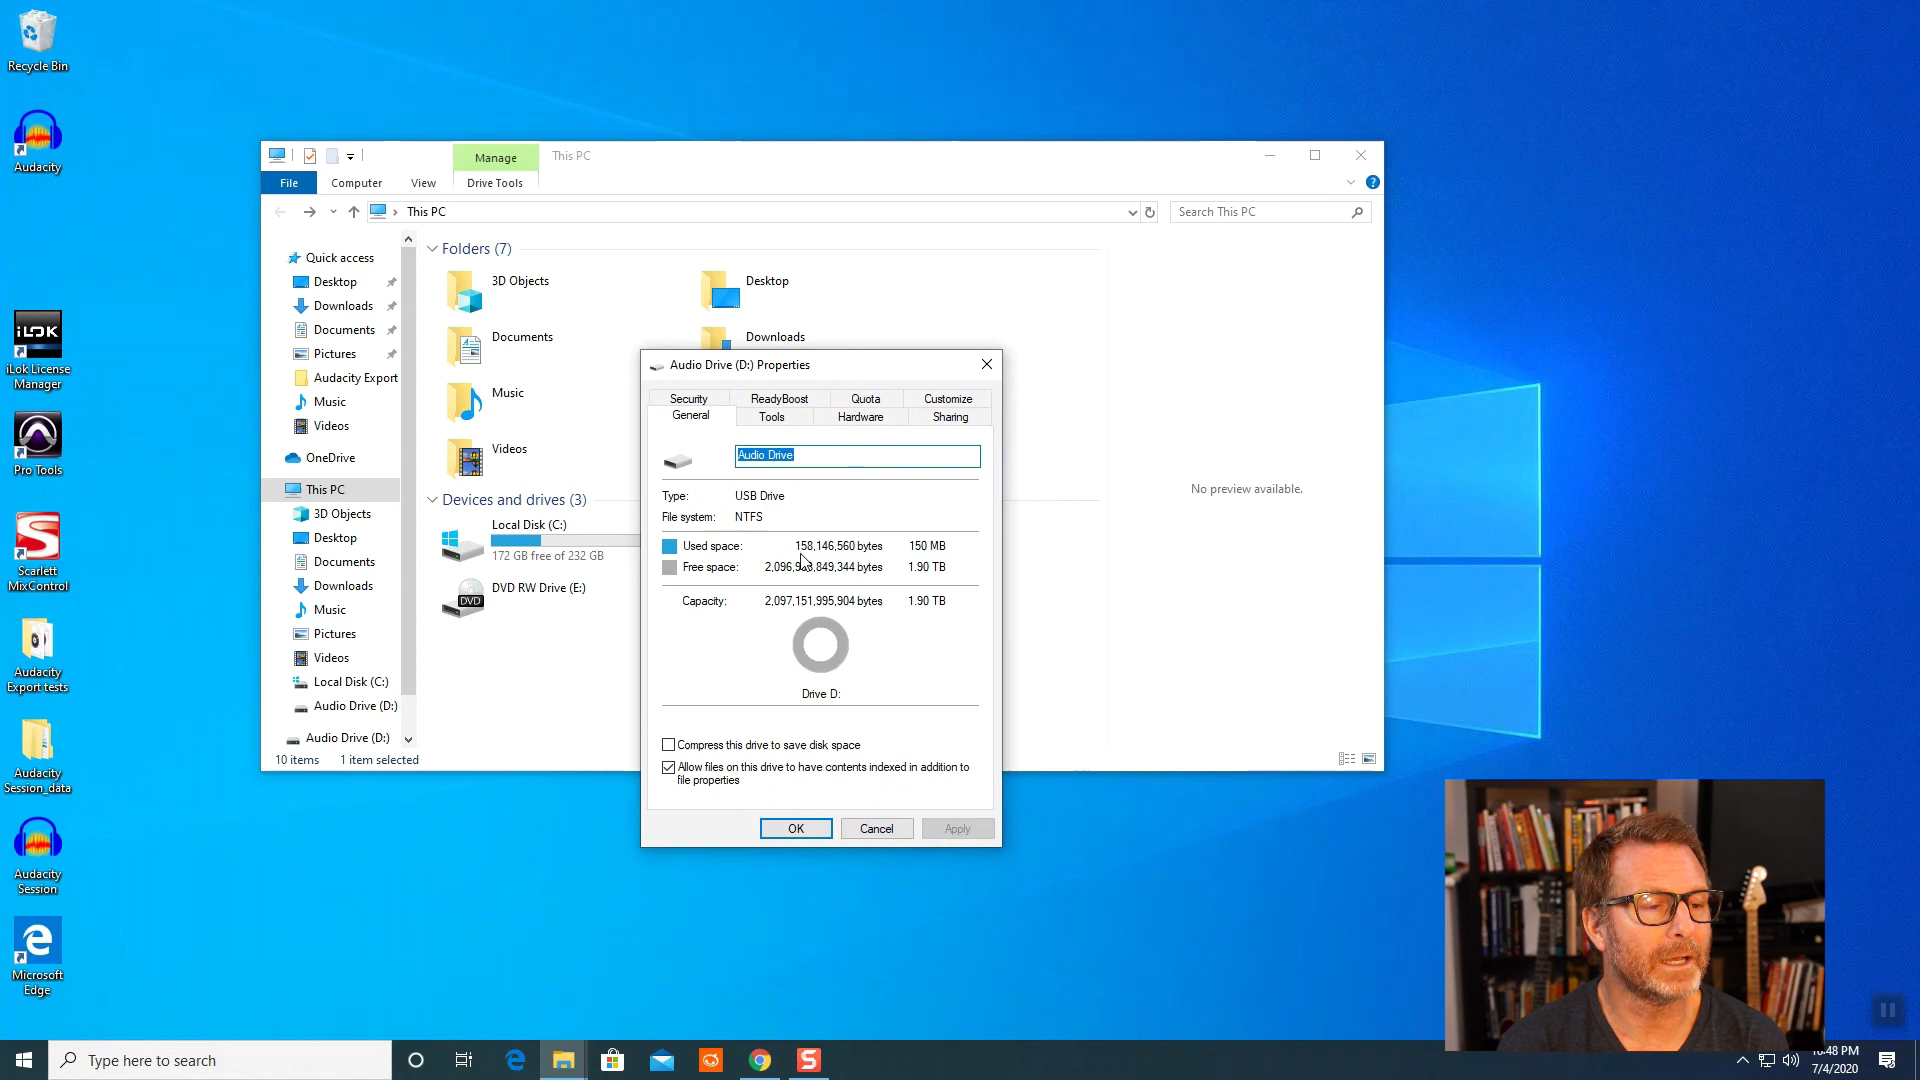 Recycle Bin
Audacity
iLOK
iLok License
Manager
Pro Tools
Scarlett
MixControl
Audacity
Export tests
Audacity
Session_data
Audacity
Session
Microsoft
Edge
Manage
This PC
File
Computer
View
Drive Tools
This PC
Search This PC
Quick access
Desktop
Downloads
Documents
Pictures
Audacity Export
Music
Videos
OneDrive
This PC
3D Objects
Desktop
Documents
Downloads
Music
Pictures
Videos
Local Disk (C:)
Audio Drive (D:)
Audio Drive (D:)
Folders (7)
3D Objects
Desktop
Documents
Downloads
Music
Videos
Devices and drives (3)
Local Disk (C:)
172 GB free of 232 GB
DVD
DVD RW Drive (E:)
No preview available.
10 items
1 item selected
Audio Drive (D:) Properties
Security
ReadyBoost
Quota
Customize
General
Tools
Hardware
Sharing
Audio Drive
Type: USB Drive
File system: NTFS
Used space: 158,146,560 bytes 150 MB
Free space: 849,344 bytes 1.90 TB
Capacity: 2,097,151,995,904 bytes 1.90 TB
Drive D:
Compress this drive to save disk space
Allow files on this drive to have contents indexed in addition to
file properties
OK
Cancel
Apply
Type here to search
PM
7/4/2020